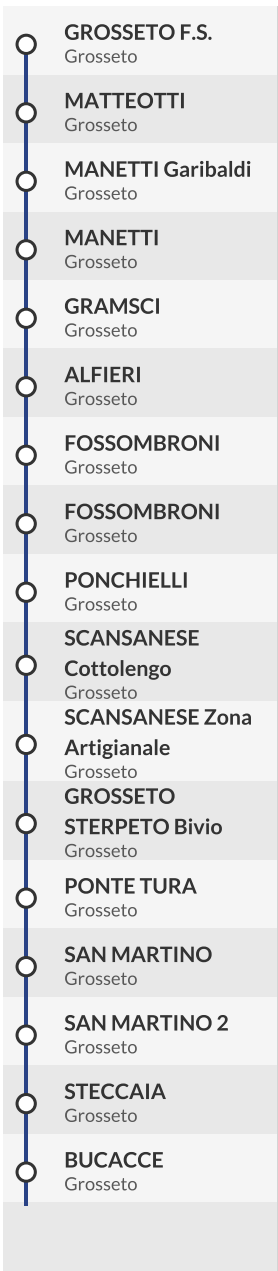 GROSSETO F.S.
Grosseto
MATTEOTTI
Grosseto
MANETTI Garibaldi
Grosseto
MANETTI
Grosseto
GRAMSCI
Grosseto
ALFIERI
Grosseto
FOSSOMBRONI
Grosseto
FOSSOMBRONI
Grosseto
PONCHIELLI
Grosseto
SCANSANESE
Cottolengo
Grosseto
SCANSANESE Zona
Artigianale
Grosseto
GROSSETO
STERPETO Bivio
Grosseto
PONTE TURA
Grosseto
SAN MARTINO
Grosseto
SAN MARTINO 2
Grosseto
STECCAIA
Grosseto
BUCACCE
Grosseto